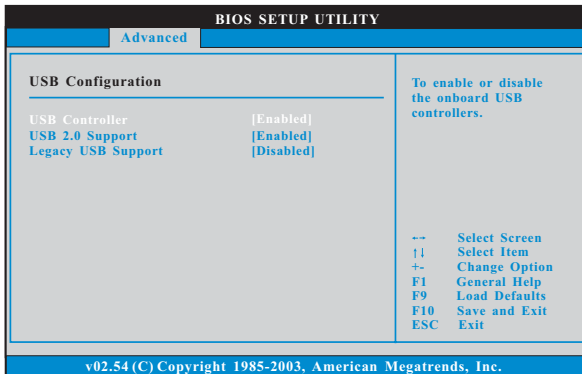 BIOS SETUP UTILITY
Advanced
USB Configuration
USB Controller [Enabled]
USB 2.0 Support [Enabled]
Legacy USB Support [Disabled]
To enable or disable
the onboard USB
controllers.
←→ Select Screen
↑↓ Select Item
+- Change Option
F1 General Help
F9 Load Defaults
F10 Save and Exit
ESC Exit
v02.54 (C) Copyright 1985-2003, American Megatrends, Inc.